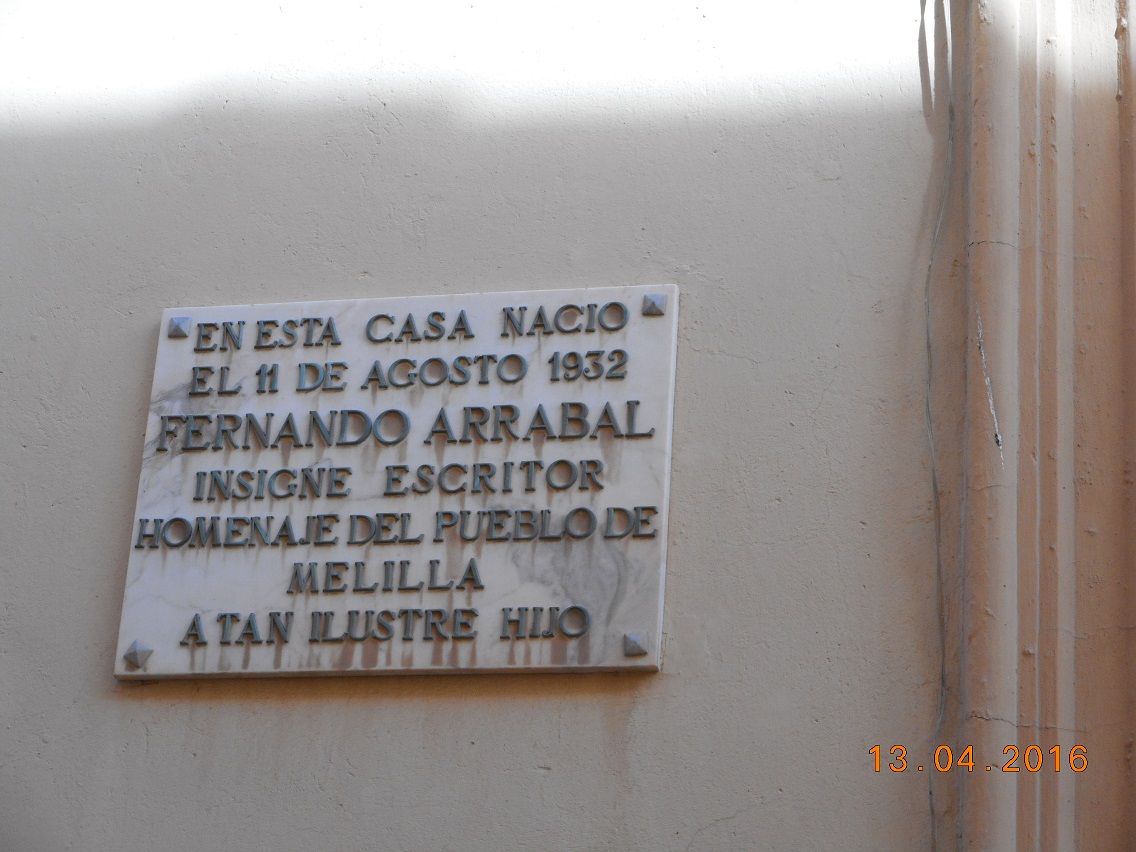 EN ESTA CASA NACIO
EL 11 DE AGOSTO 1932
FERNANDO ARRABAL
INSIGNE ESCRITOR
HOMENAJE DEL PUEBLO DE
MELILLA
A TAN ILUSTRE HIJO
13.04.2016